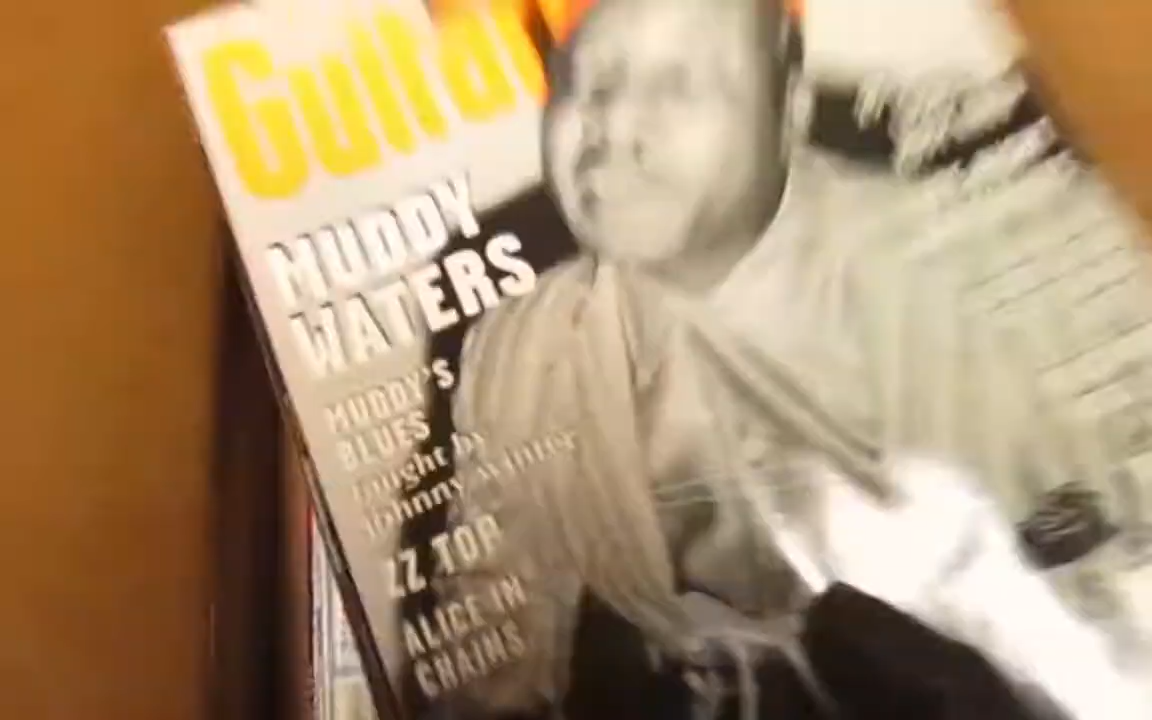 Guitar
MUDDY
WATERS
MUDDY'S
BLUES
taught by
Johnny Winter
ZZ TOP
ALICE IN
CHAINS